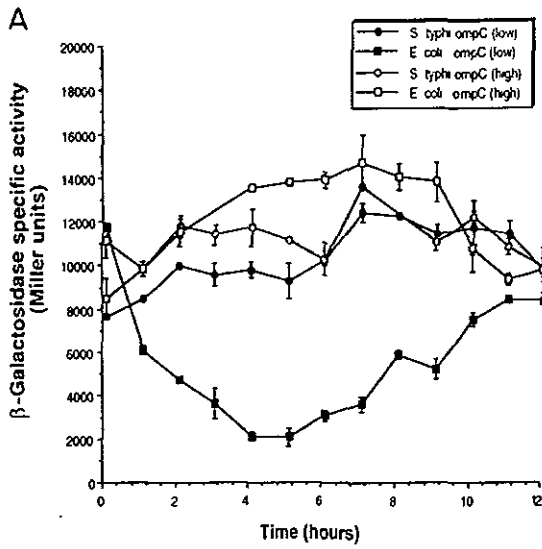 A
S typhi ompC (low)
E coli ompC (low)
S typhi ompC (high)
E coli ompC (high)
β-Galactosidase specific activity
(Miller units)
20000
18000
16000
14000
12000
10000
8000
6000
4000
2000
0
0 2 4 6 8 10 12
Time (hours)